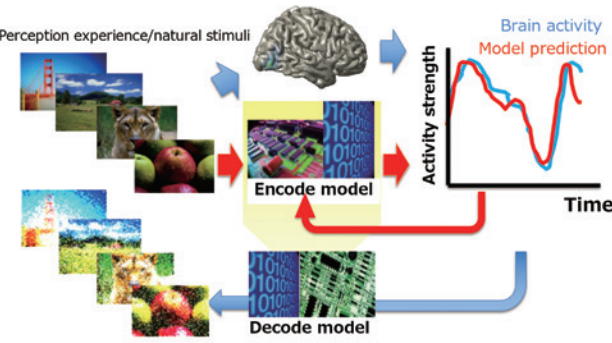 Perception experience/natural stimuli
Brain activity
Model prediction
Activity strength
Encode model
Time
Decode model